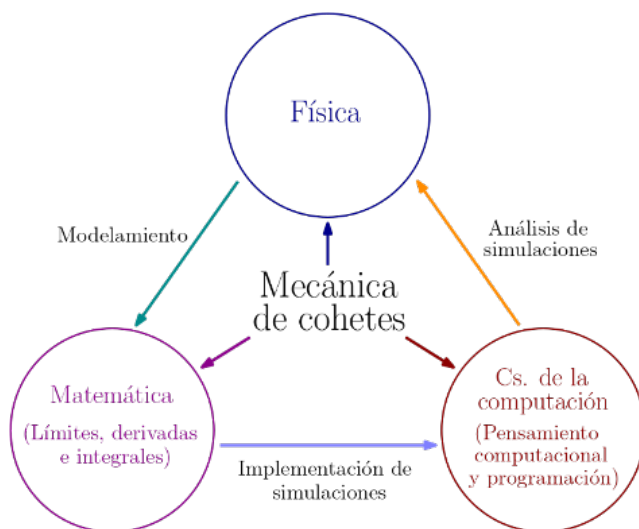 Física
Modelamiento
Análisis de
simulaciones
Mecánica
de cohetes
Matemática
(Límites, derivadas
e integrales)
Cs. de la
computación
(Pensamiento
computacional
y programación)
Implementación de
simulaciones